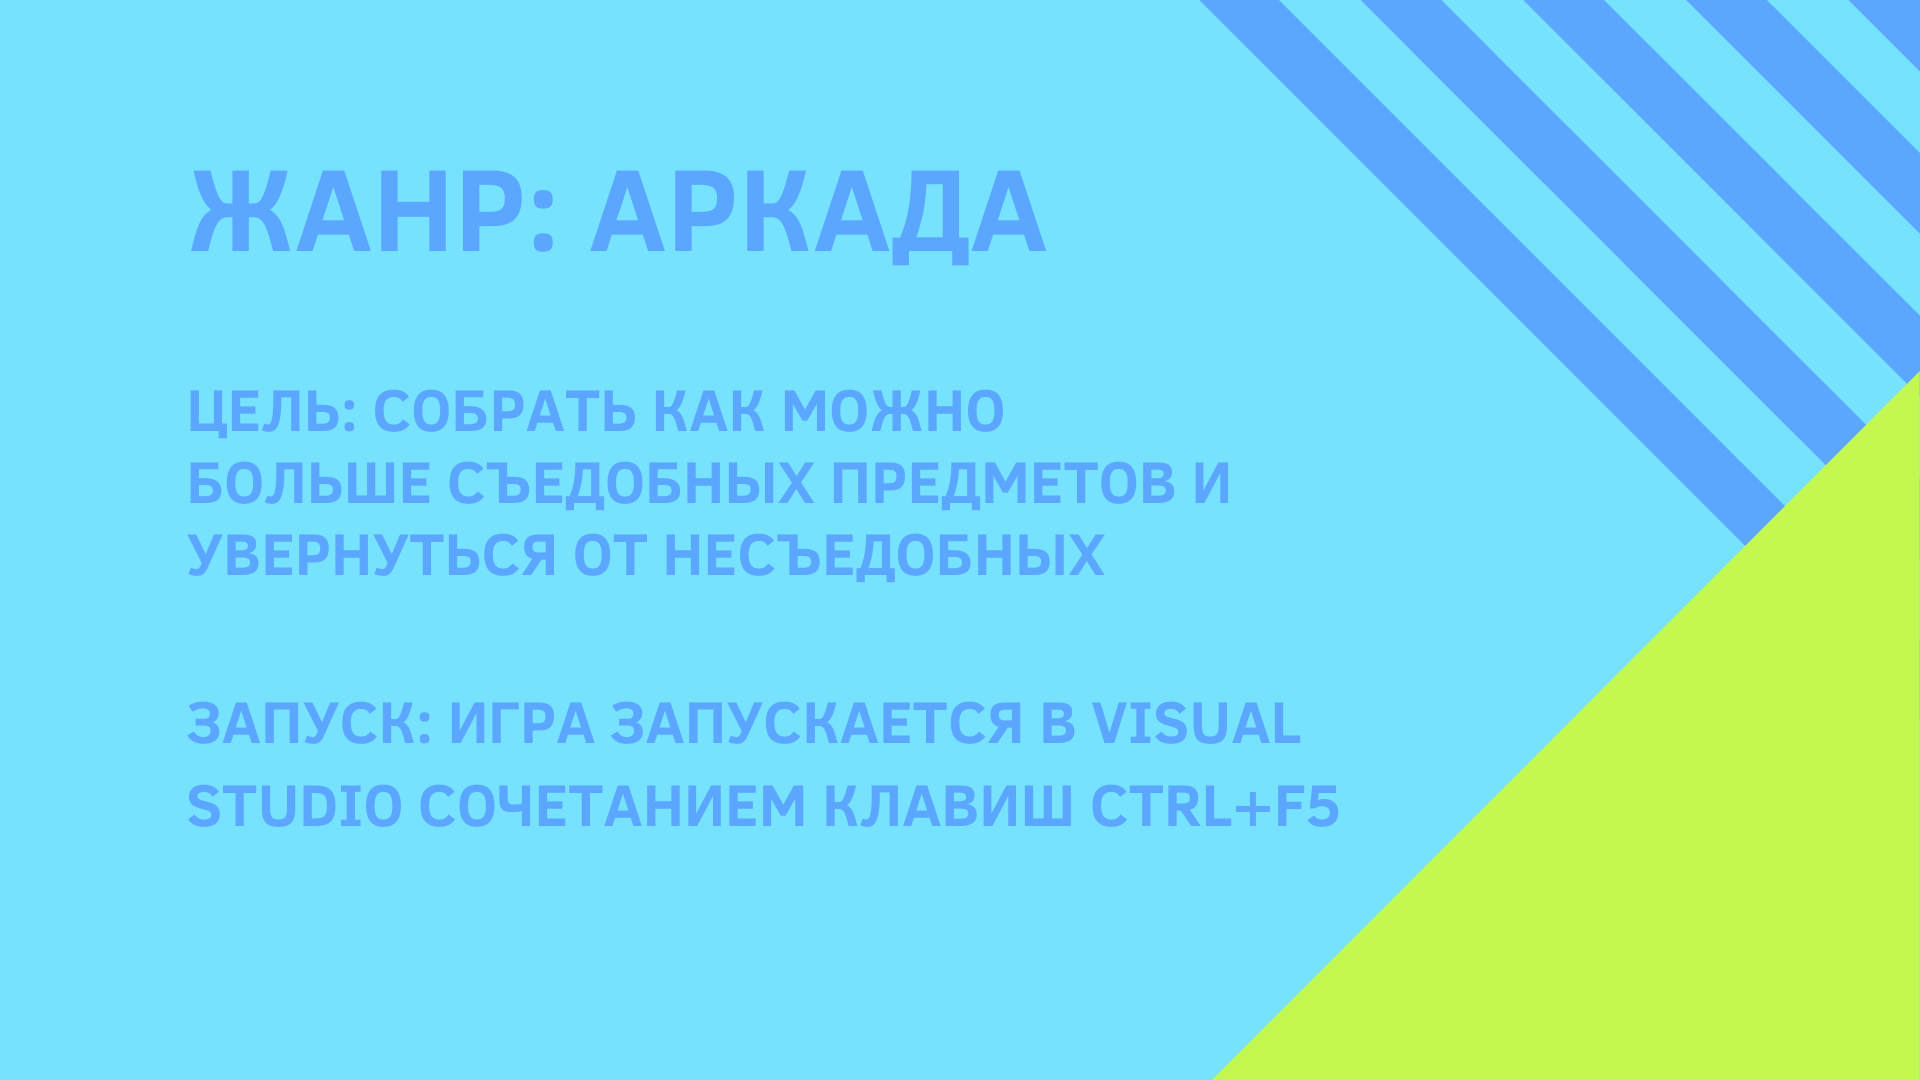 ЖАНР: АРКАДА
ЦЕЛЬ: СОБРАТЬ КАК МОЖНО
БОЛЬШЕ СЪЕДОБНЫХ ПРЕДМЕТОВ И
УВЕРНУТЬСЯ ОТ НЕСЪЕДОБНЫХ
ЗАПУСК: ИГРА ЗАПУСКАЕТСЯ В VISUAL
STUDIO СОЧЕТАНИЕМ КЛАВИШ CTRL+F5